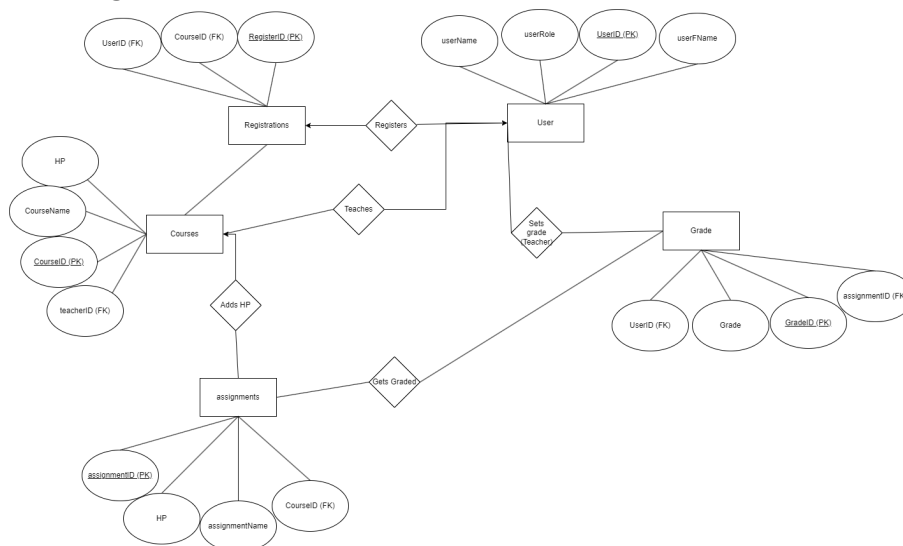 UserID (FK)
CourseID (FK)
RegisterID (PK)
userName
userRole
UserID (PK)
userFName
Registrations
Registers
User
HP
CourseName
CourseID (PK)
teacherID (FK)
Courses
Teaches
Sets
grade
(Teacher)
Grade
UserID (FK)
Grade
GradeID (PK)
assignmentID (FK)
Adds HP
assignments
Gets Graded
assignmentID (PK)
HP
assignmentName
CourseID (FK)